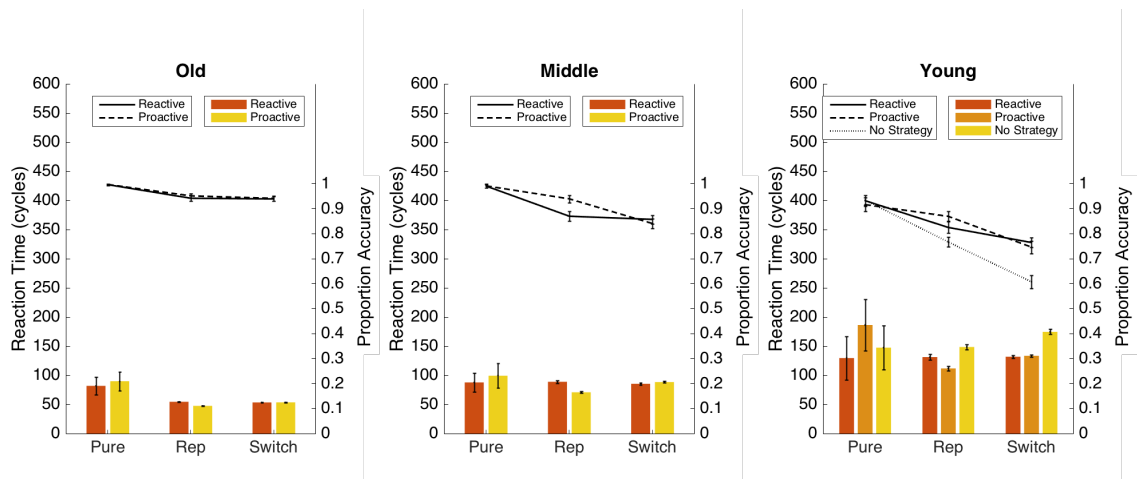 Old
600
550
500
450
400
350
300
250
200
150
100
50
0
Reaction Time (cycles)
Reactive
Proactive
Reactive
Proactive
1
0.9
0.8
0.7
0.6
0.5
0.4
0.3
0.2
0.1
0
Proportion Accuracy
Pure Rep Switch
Middle
600
550
500
450
400
350
300
250
200
150
100
50
0
Reaction Time (cycles)
Reactive
Proactive
Reactive
Proactive
1
0.9
0.8
0.7
0.6
0.5
0.4
0.3
0.2
0.1
0
Proportion Accuracy
Pure Rep Switch
Young
600
550
500
450
400
350
300
250
200
150
100
50
0
Reaction Time (cycles)
Reactive
Proactive
No Strategy
Reactive
Proactive
No Strategy
1
0.9
0.8
0.7
0.6
0.5
0.4
0.3
0.2
0.1
0
Proportion Accuracy
Pure Rep Switch